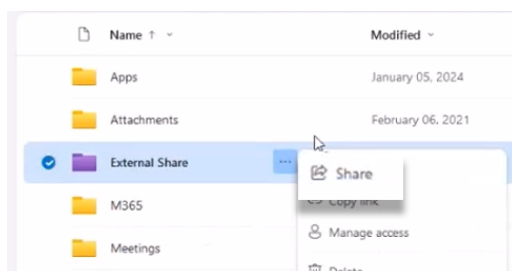 Name Modified
Apps January 05, 2024
Attachments February 06, 2021
External Share ...
Share
M365 Copy link
Manage access
Meetings
Delete